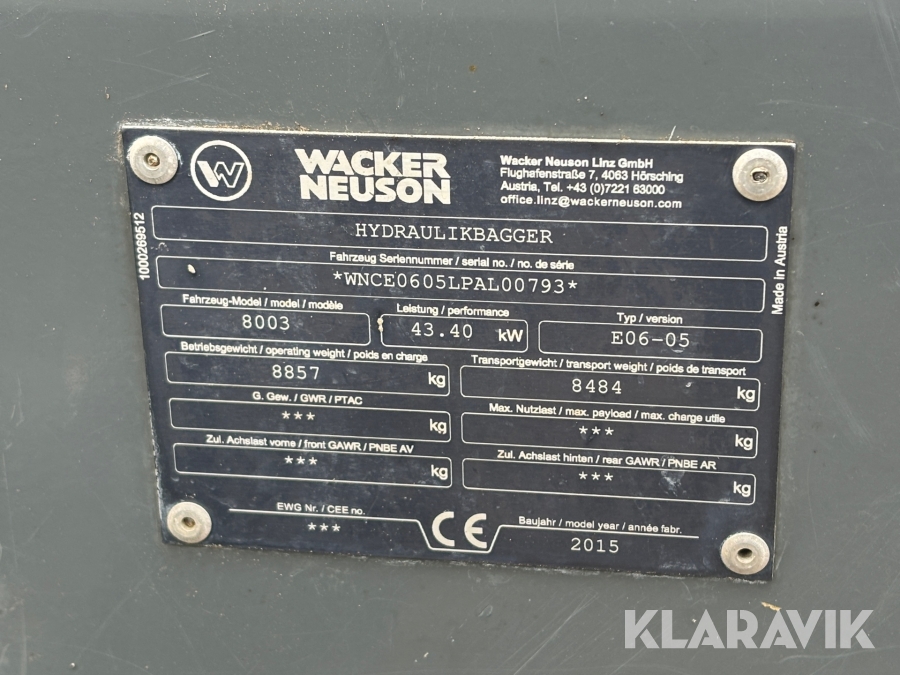 WACKER
NEUSON
Wacker Neuson Linz GmbH
Flughafenstraße 7, 4063 Hörsching
Austria, Tel. +43 (0)7221 63000
office.linz@wackerneuson.com
1000269512
HYDRAULIKBAGGER
Made in Austria
Fahrzeug Seriennummer / serial no. / no. de série
*WNCE0605LPAL00793*
Fahrzeug-Model / model / modèle
8003
Leistung / performance
43.40 kW
Typ / version
E06-05
Betriebsgewicht / operating weight / poids en charge
8857 kg
Transportgewicht / transport weight / poids de transport
8484 kg
G. Gew. / GWR / PTAC
*** kg
Max. Nutzlast / max. payload / max. charge utile
*** kg
Zul. Achslast vorne / front GAWR / PNBE AV
*** kg
Zul. Achslast hinten / rear GAWR / PNBE AR
*** kg
EWG Nr. / CEE no.
***
CE
Baujahr / model year / année fabr.
2015
KLARAVIK